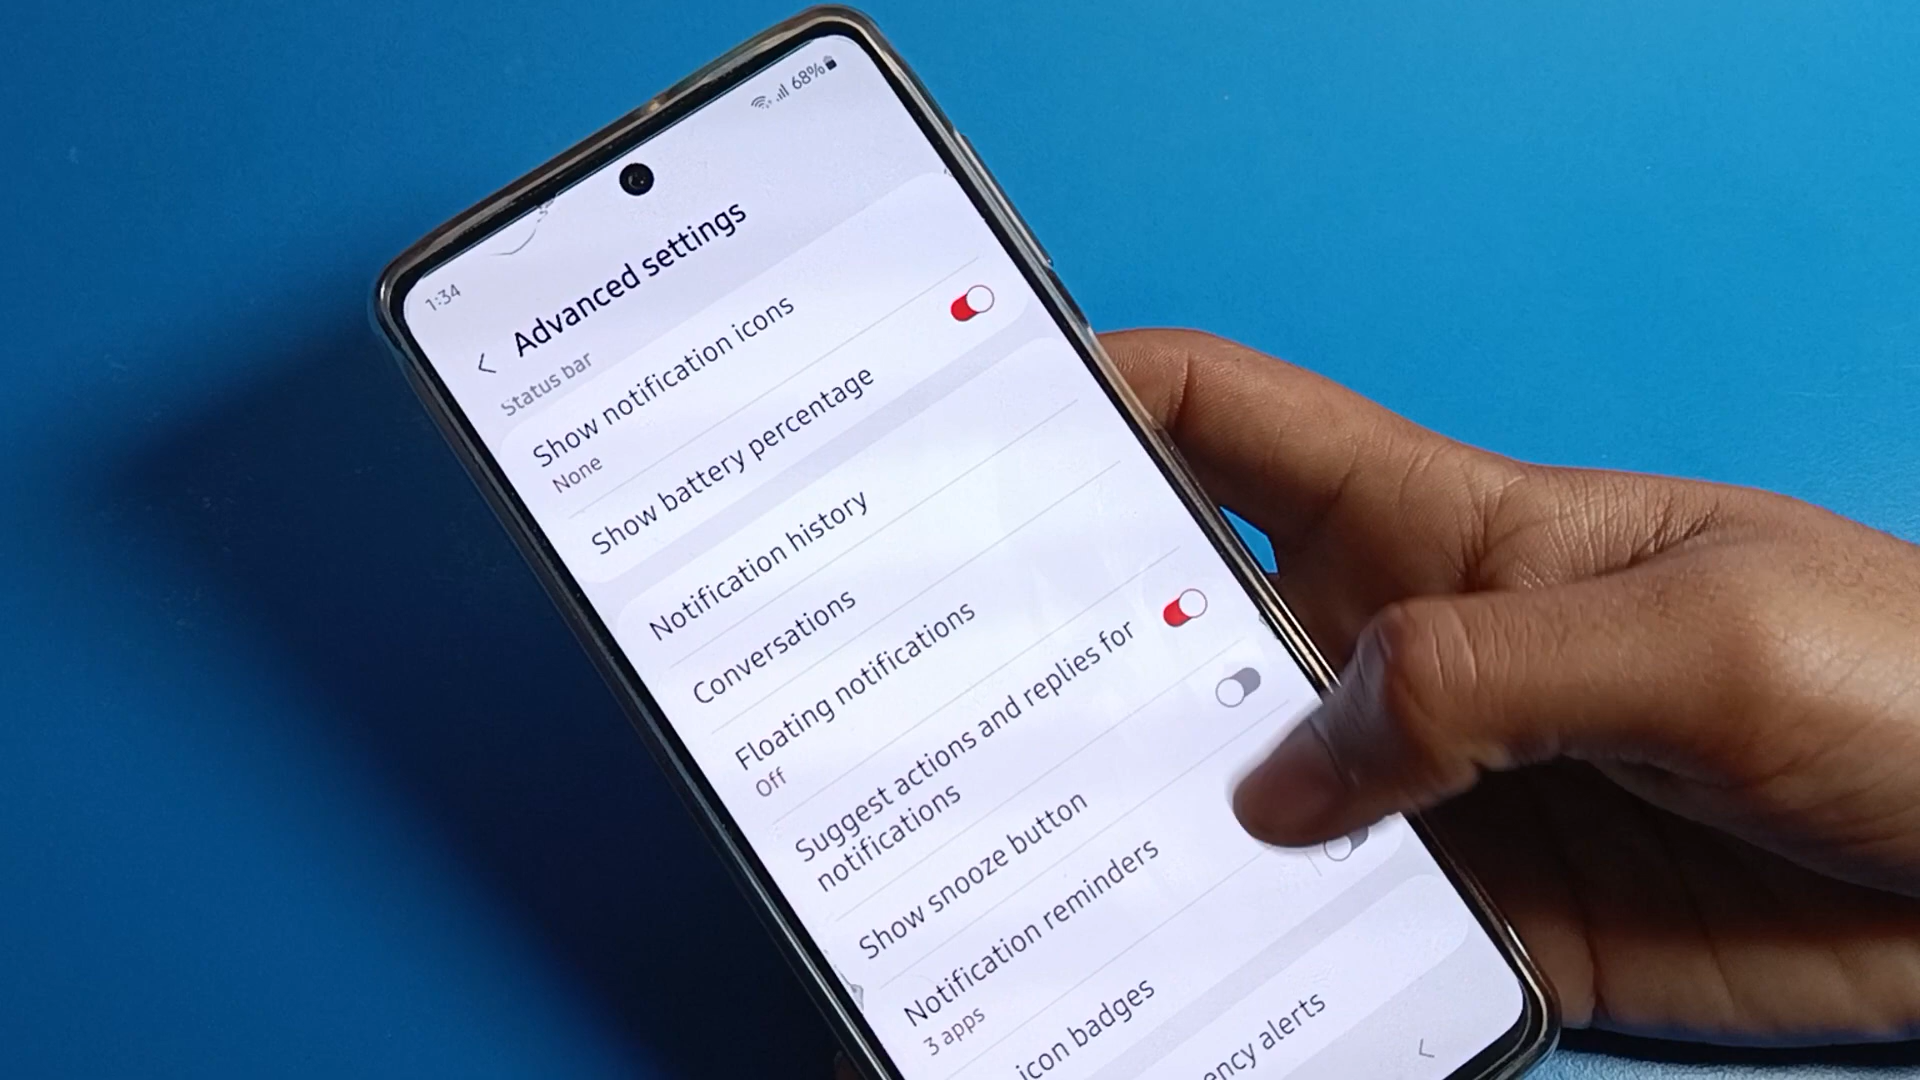 1:34
68%
Advanced settings
Status bar
Show notification icons
None
Show battery percentage
Notification history
Conversations
Floating notifications
Off
Suggest actions and replies for
notifications
Show snooze button
Notification reminders
3 apps
icon badges
ency alerts